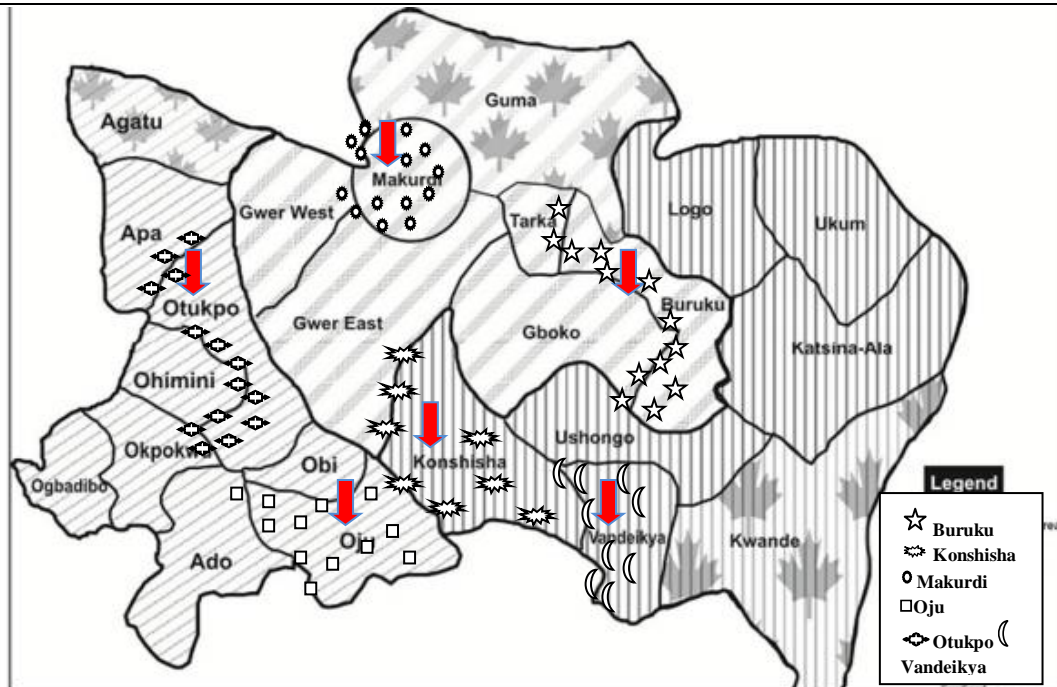 Guma
Agatu
Makurdi
Gwer West
Tarka
Logo
Ukum
Apa
Otukpo
Buruku
Gwer East
Gboko
Katsina-Ala
Ohimini
Ushongo
Okpokwu
Obi
Konshisha
Ogbadibo
Legend
Oju
Vandeikya
Kwande
Ado
Buruku
Konshisha
Makurdi
Oju
Otukpo
Vandeikya